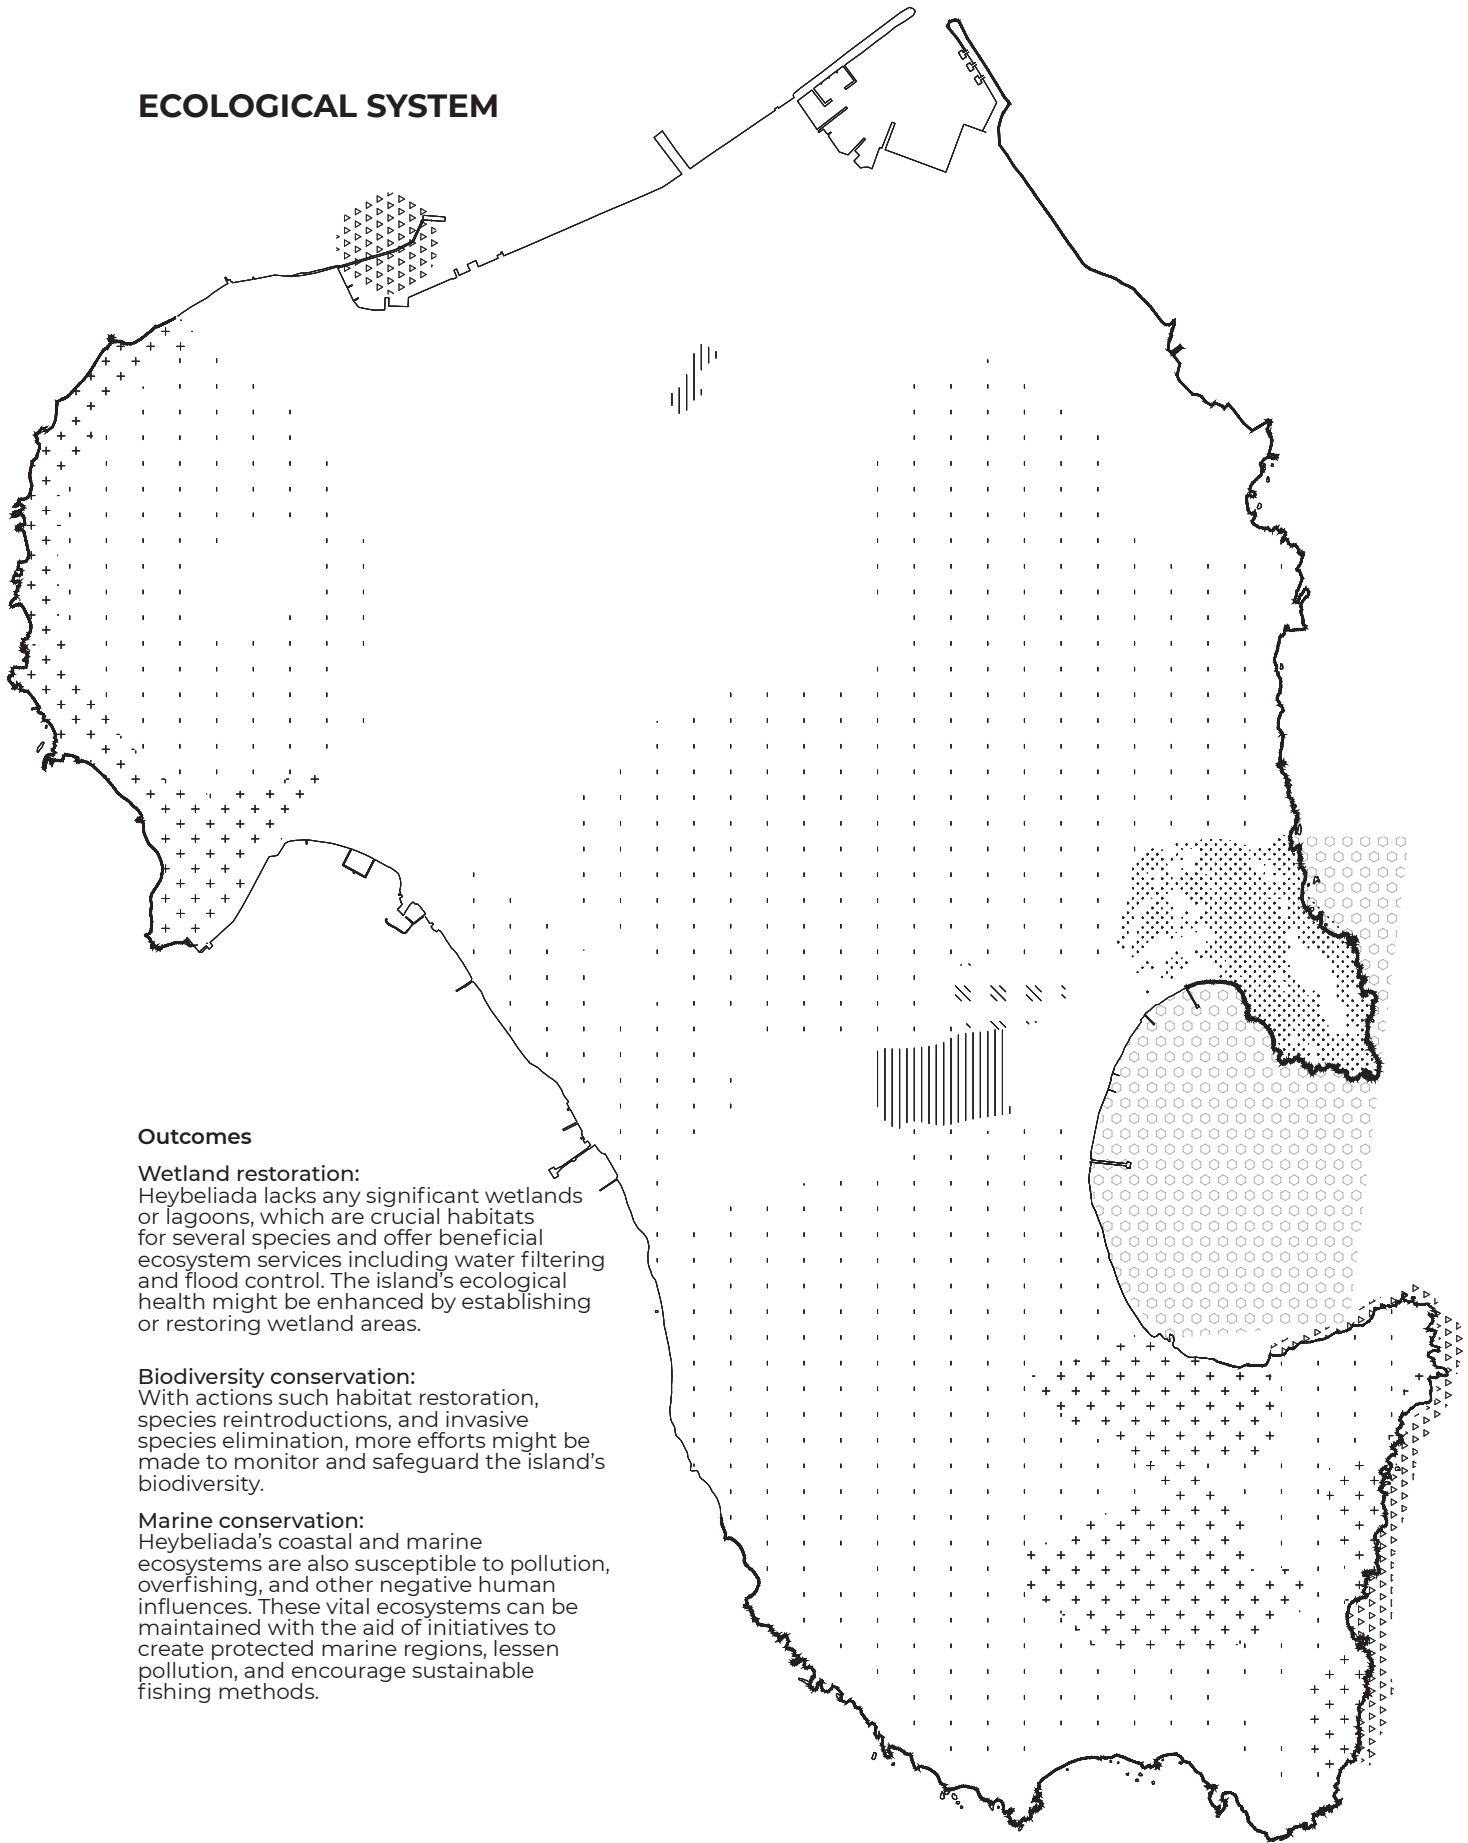 ECOLOGICAL SYSTEM
Outcomes
Wetland restoration:
Heybeliada lacks any significant wetlands
or lagoons, which are crucial habitats
for several species and offer beneficial
ecosystem services including water filtering
and flood control. The island's ecological
health might be enhanced by establishing
or restoring wetland areas.
Biodiversity conservation:
With actions such habitat restoration,
species reintroductions, and invasive
species elimination, more efforts might be
made to monitor and safeguard the island's
biodiversity.
Marine conservation:
Heybeliada's coastal and marine
ecosystems are also susceptible to pollution,
overfishing, and other negative human
influences. These vital ecosystems can be
maintained with the aid of initiatives to
create protected marine regions, lessen
pollution, and encourage sustainable
fishing methods.